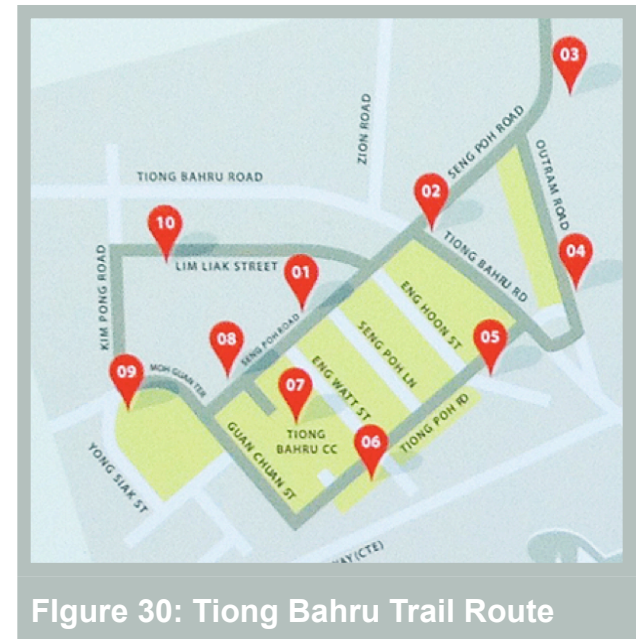 03
ZION ROAD
SENG POH ROAD
OUTRAM ROAD
TIONG BAHRU ROAD
02
10
TIONG BAHRU RD
04
LIM LIAK STREET
01
KIM PONG ROAD
ENG HOON ST
SENG POH ROAD
08
SENG POH LN
05
09
MOH GUAN TER
07
ENG WATT ST
TIONG
BAHRU CC
06
TIONG POH RD
GUAN CHUAN ST
YONG SIAK ST
WAY (CTE)
FIgure 30: Tiong Bahru Trail Route